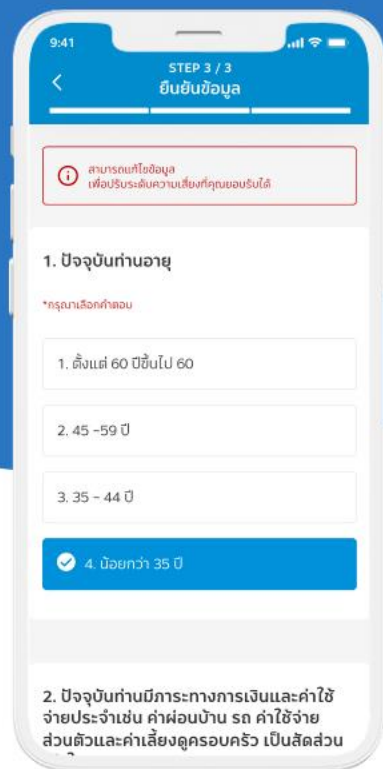 9:41
STEP 3 / 3
ยืนยันข้อมูล
สามารถแก้ไขข้อมูล
เพื่อปรับระดับความเสี่ยงที่คุณยอมรับได้
1. ปัจจุบันท่านอายุ
*กรุณาเลือกคำตอบ
1. ตั้งแต่ 60 ปีขึ้นไป 60
2. 45 -59 ปี
3. 35 - 44 ปี
4. น้อยกว่า 35 ปี
2. ปัจจุบันท่านมีภาระทางการเงินและค่าใช้
จ่ายประจำเช่น ค่าผ่อนบ้าน รถ ค่าใช้จ่าย
ส่วนตัวและค่าเลี้ยงดูครอบครัว เป็นสัดส่วน